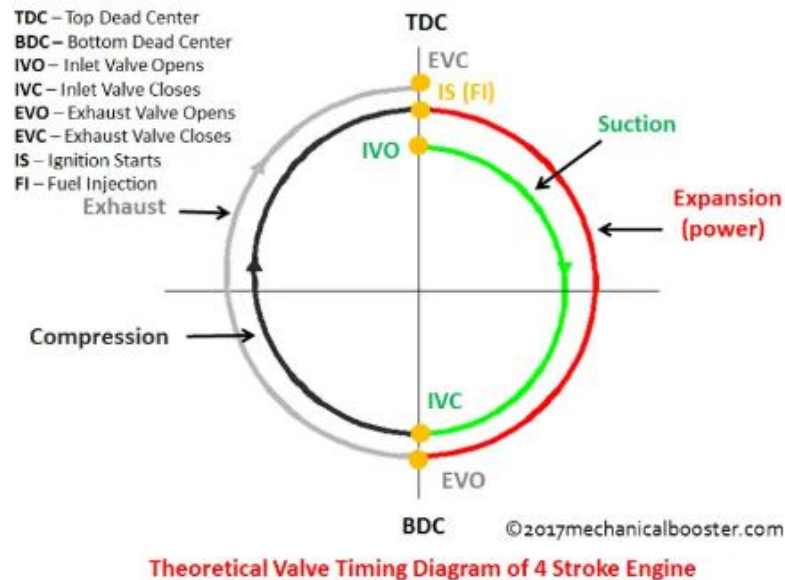 TDC – Top Dead Center
BDC – Bottom Dead Center
IVO – Inlet Valve Opens
IVC – Inlet Valve Closes
EVO – Exhaust Valve Opens
EVC – Exhaust Valve Closes
IS – Ignition Starts
FI – Fuel Injection
TDC
EVC
IS (FI)
IVO
Suction
Exhaust
Expansion
(power)
Compression
IVC
EVO
BDC
©2017mechanicalbooster.com
Theoretical Valve Timing Diagram of 4 Stroke Engine